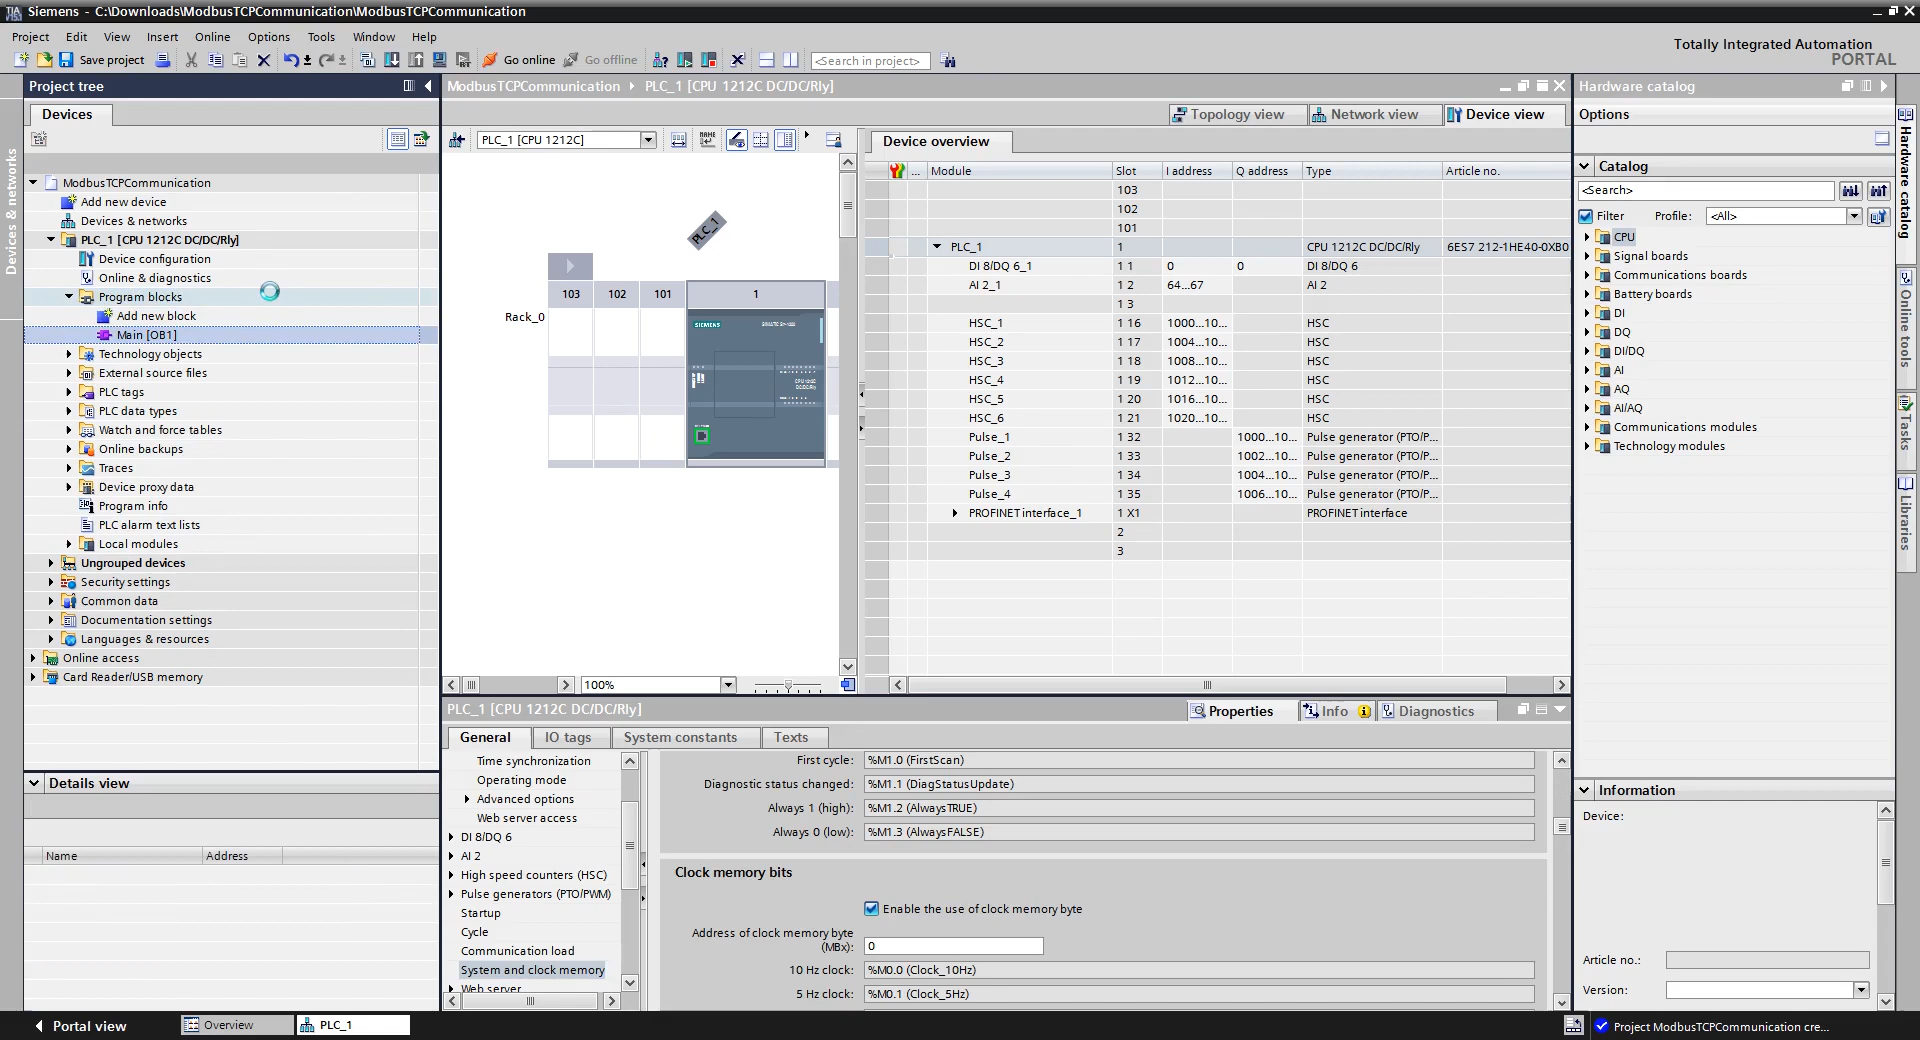 Siemens - C:\Downloads\ModbusTCPCommunication\ModbusTCPCommunication
Project Edit View Insert Online Options Tools Window Help
Totally Integrated Automation
PORTAL
Save project Go online Go offline <Search in project>
Project tree
ModbusTCPCommunication PLC_1 [CPU 1212C DC/DC/Rly]
Hardware catalog
Devices
Topology view Network view Device view
Options
PLC_1 [CPU 1212C]
Device overview
Devices & networks
ModbusTCPCommunication
Add new device
Devices & networks
PLC_1 [CPU 1212C DC/DC/Rly]
Device configuration
Online & diagnostics
Program blocks
Add new block
Main [OB1]
Technology objects
External source files
PLC tags
PLC data types
Watch and force tables
Online backups
Traces
Device proxy data
Program info
PLC alarm text lists
Local modules
Ungrouped devices
Security settings
Common data
Documentation settings
Languages & resources
Online access
Card Reader/USB memory
Details view
Name Address
PLC_1
103 102 101 1
Rack_0
SIEMENS
100%
... Module Slot I address Q address Type Article no.
103
102
101
PLC_1 1 CPU 1212C DC/DC/Rly 6ES7 212-1HE40-0XB0
DI 8/DQ 6_1 1 1 0 0 DI 8/DQ 6
AI 2_1 1 2 64...67 AI 2
1 3
HSC_1 1 16 1000...10... HSC
HSC_2 1 17 1004...10... HSC
HSC_3 1 18 1008...10... HSC
HSC_4 1 19 1012...10... HSC
HSC_5 1 20 1016...10... HSC
HSC_6 1 21 1020...10... HSC
Pulse_1 1 32 1000...10... Pulse generator (PTO/P...
Pulse_2 1 33 1002...10... Pulse generator (PTO/P...
Pulse_3 1 34 1004...10... Pulse generator (PTO/P...
Pulse_4 1 35 1006...10... Pulse generator (PTO/P...
PROFINET interface_1 1 X1 PROFINET interface
2
3
PLC_1 [CPU 1212C DC/DC/Rly]
Properties Info Diagnostics
General IO tags System constants Texts
Time synchronization
Operating mode
Advanced options
Web server access
DI 8/DQ 6
AI 2
High speed counters (HSC)
Pulse generators (PTO/PWM)
Startup
Cycle
Communication load
System and clock memory
Web server
First cycle: %M1.0 (FirstScan)
Diagnostic status changed: %M1.1 (DiagStatusUpdate)
Always 1 (high): %M1.2 (AlwaysTRUE)
Always 0 (low): %M1.3 (AlwaysFALSE)
Clock memory bits
Enable the use of clock memory byte
Address of clock memory byte
(MBx): 0
10 Hz clock: %M0.0 (Clock_10Hz)
5 Hz clock: %M0.1 (Clock_5Hz)
Catalog
<Search>
Filter Profile: <All>
CPU
Signal boards
Communications boards
Battery boards
DI
DQ
DI/DQ
AI
AQ
AI/AQ
Communications modules
Technology modules
Information
Device:
Article no.:
Version:
Hardware catalog
Online tools
Tasks
Libraries
Portal view Overview PLC_1
Project ModbusTCPCommunication cre...